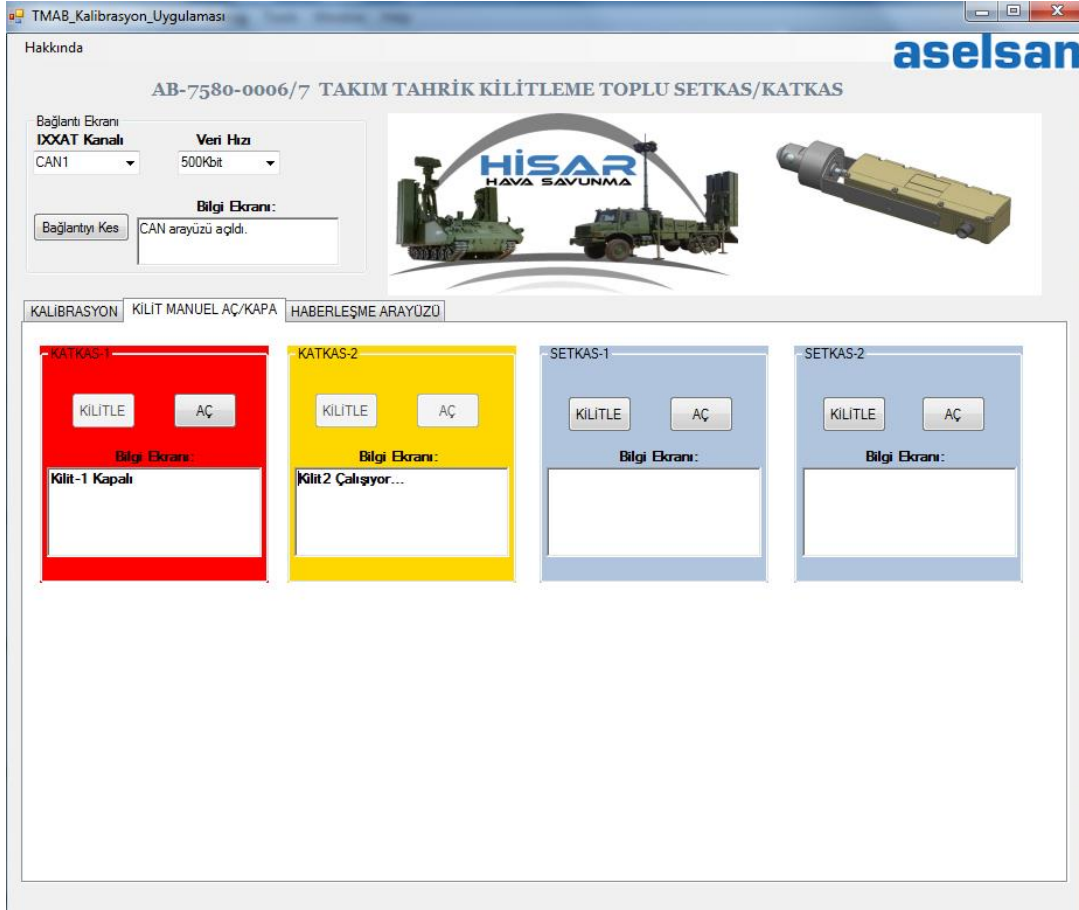 TMAB_Kalibrasyon_Uygulaması
Hakkında
aselsan
AB-7580-0006/7 TAKIM TAHRİK KİLİTLEME TOPLU SETKAS/KATKAS
Bağlantı Ekranı
IXXAT Kanalı Veri Hızı
CAN1 500Kbit
Bilgi Ekranı:
Bağlantıyı Kes CAN arayüzü açıldı.
HİSAR
HAVA SAVUNMA
KALİBRASYON KİLİT MANUEL AÇ/KAPA HABERLEŞME ARAYÜZÜ
KATKAS-1 KATKAS-2 SETKAS-1 SETKAS-2
KİLİTLE AÇ KİLİTLE AÇ KİLİTLE AÇ KİLİTLE AÇ
Bilgi Ekranı: Bilgi Ekranı: Bilgi Ekranı: Bilgi Ekranı:
Kilit-1 Kapalı Kilit2 Çalışıyor...